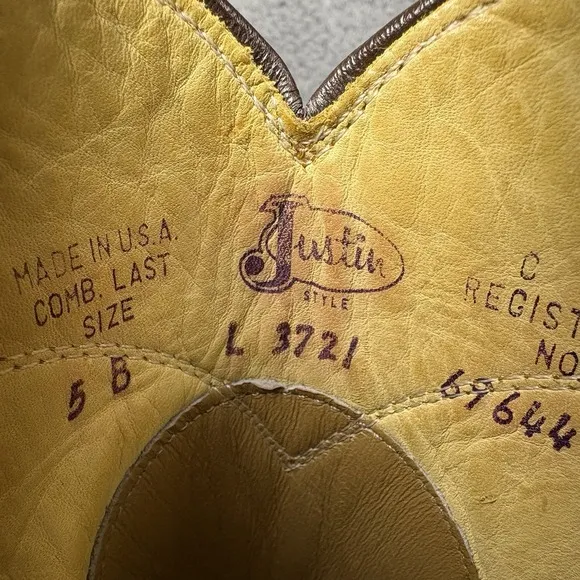 MADE IN U.S.A.
COMB. LAST
SIZE
5 B
Justin
STYLE
L 3721
C
REGIST
NO
69644